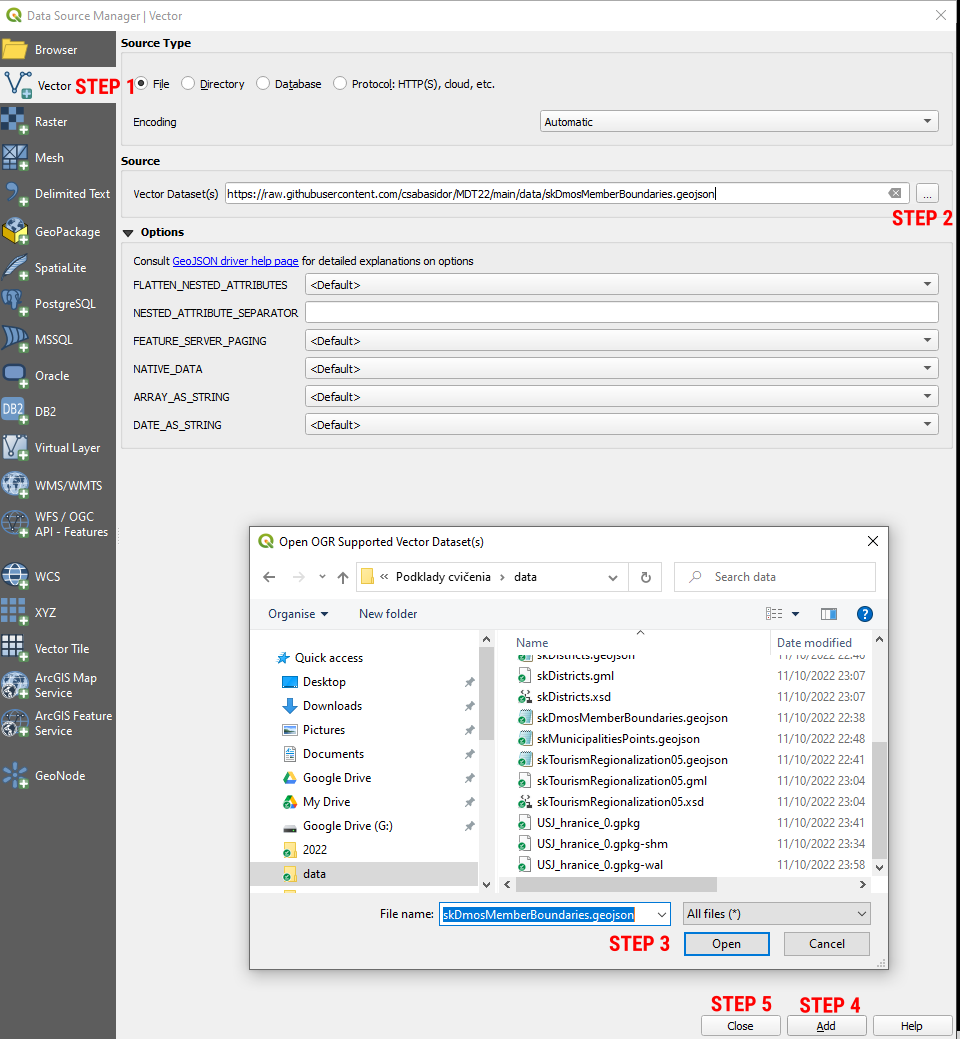 Data Source Manager | Vector
Browser
Vector
STEP 1
Raster
Mesh
Delimited Text
GeoPackage
SpatiaLite
PostgreSQL
MSSQL
Oracle
DB2
DB2
Virtual Layer
WMS/WMTS
WFS / OGC
API - Features
WCS
XYZ
Vector Tile
ArcGIS Map
Service
ArcGIS Feature
Service
GeoNode
Source Type
File Directory Database Protocol: HTTP(S), cloud, etc.
Encoding Automatic
Source
Vector Dataset(s) https://raw.githubusercontent.com/csabasidor/MDT22/main/data/skDmosMemberBoundaries.geojson ...
STEP 2
Options
Consult GeoJSON driver help page for detailed explanations on options
FLATTEN_NESTED_ATTRIBUTES <Default>
NESTED_ATTRIBUTE_SEPARATOR
FEATURE_SERVER_PAGING <Default>
NATIVE_DATA <Default>
ARRAY_AS_STRING <Default>
DATE_AS_STRING <Default>
Open OGR Supported Vector Dataset(s)
« Podklady cvičenia › data
Search data
Organise New folder
Quick access
Desktop
Downloads
Pictures
Documents
Google Drive
My Drive
Google Drive (G:)
2022
data
Name Date modified
skDistricts.geojson 11/10/2022 22:40
skDistricts.gml 11/10/2022 23:07
skDistricts.xsd 11/10/2022 23:07
skDmosMemberBoundaries.geojson 11/10/2022 22:38
skMunicipalitiesPoints.geojson 11/10/2022 22:48
skTourismRegionalization05.geojson 11/10/2022 22:41
skTourismRegionalization05.gml 11/10/2022 23:04
skTourismRegionalization05.xsd 11/10/2022 23:04
USJ_hranice_0.gpkg 11/10/2022 23:41
USJ_hranice_0.gpkg-shm 11/10/2022 23:34
USJ_hranice_0.gpkg-wal 11/10/2022 23:58
File name: skDmosMemberBoundaries.geojson All files (*)
STEP 3 Open Cancel
STEP 5 STEP 4
Close Add Help